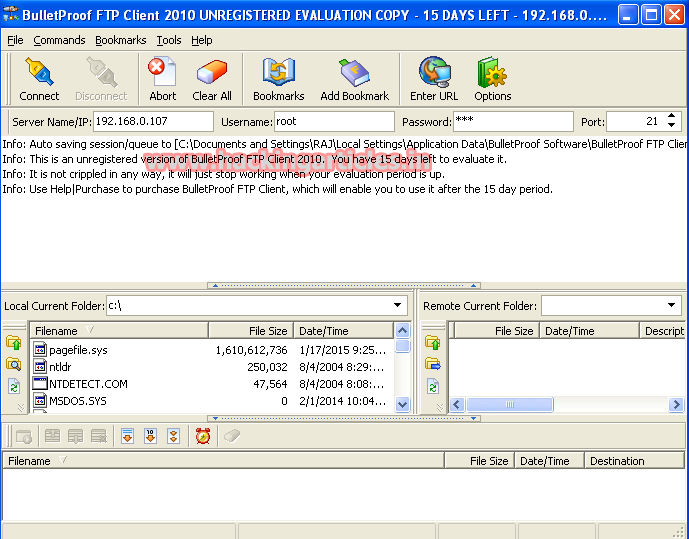 BulletProof FTP Client 2010 UNREGISTERED EVALUATION COPY - 15 DAYS LEFT - 192.168.0....
File Commands Bookmarks Tools Help
Connect Disconnect Abort Clear All Bookmarks Add Bookmark Enter URL Options
Server Name/IP: 192.168.0.107 Username: root Password: *** Port: 21
Info: Auto saving session/queue to [C:\Documents and Settings\RAJ\Local Settings\Application Data\BulletProof Software\BulletProof FTP Clien
Info: This is an unregistered version of BulletProof FTP Client 2010. You have 15 days left to evaluate it.
www.hackingarticles.in
Info: It is not crippled in any way, it will just stop working when your evaluation period is up.
Info: Use Help|Purchase to purchase BulletProof FTP Client, which will enable you to use it after the 15 day period.
Local Current Folder: c:\ Remote Current Folder:
Filename File Size Date/Time File Size Date/Time Descript
pagefile.sys 1,610,612,736 1/17/2015 9:25...
ntldr 250,032 8/4/2004 8:29:...
NTDETECT.COM 47,564 8/4/2004 8:08:...
MSDOS.SYS 0 2/1/2014 10:04...
10
Filename File Size Date/Time Destination